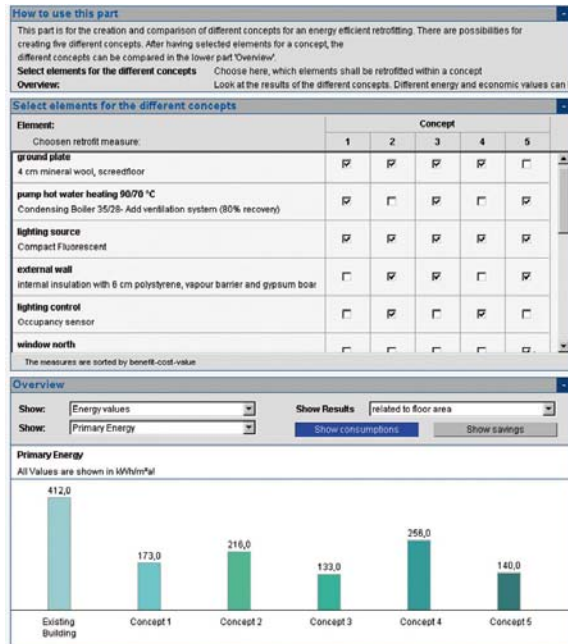 How to use this part
This part is for the creation and comparison of different concepts for an energy efficient retrofitting. There are possibilities for
creating five different concepts. After having selected elements for a concept, the
different concepts can be compared in the lower part 'Overview'.
Select elements for the different concepts Choose here, which elements shall be retrofitted within a concept
Overview: Look at the results of the different concepts. Different energy and economic values can
Select elements for the different concepts
Element: Concept
Choosen retrofit measure: 1 2 3 4 5
ground plate
4 cm mineral wool, screedfloor
pump hot water heating 90/70 °C
Condensing Boiler 35/28- Add ventilation system (80% recovery)
lighting source
Compact Fluorescent
external wall
internal insulation with 6 cm polystyrene, vapour barrier and gypsum boar
lighting control
Occupancy sensor
window north
The measures are sorted by benefit-cost-value
Overview
Show: Energy values Show Results related to floor area
Show: Primary Energy Show consumptions Show savings
Primary Energy
All Values are shown in kWh/m²a!
412,0
173,0
216,0
133,0
256,0
140,0
Existing Building Concept 1 Concept 2 Concept 3 Concept 4 Concept 5